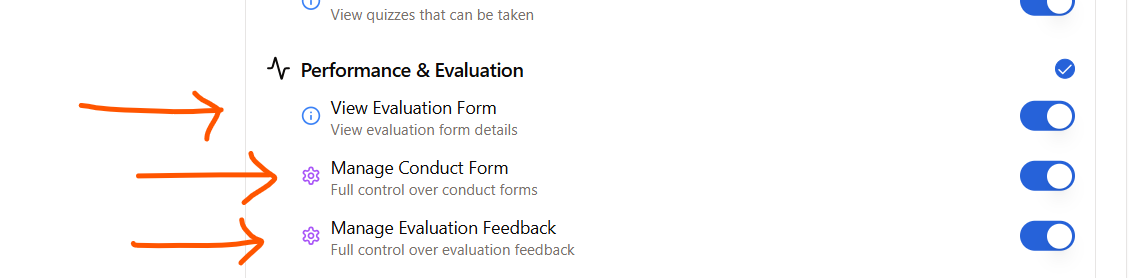 View quizzes that can be taken
Performance & Evaluation
View Evaluation Form
View evaluation form details
Manage Conduct Form
Full control over conduct forms
Manage Evaluation Feedback
Full control over evaluation feedback